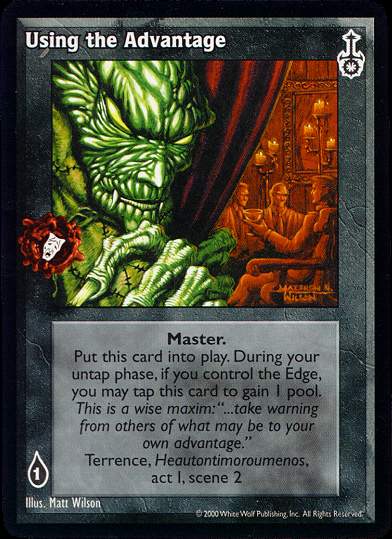 Using the Advantage
MATTHEW N.
WILSON
Master.
Put this card into play. During your
untap phase, if you control the Edge,
you may tap this card to gain 1 pool.
This is a wise maxim: “...take warning
from others of what may be to your
own advantage.”
Terrence, Heautontimoroumenos,
act I, scene 2
1
Illus. Matt Wilson
© 2000 White Wolf Publishing, Inc. All Rights Reserved.